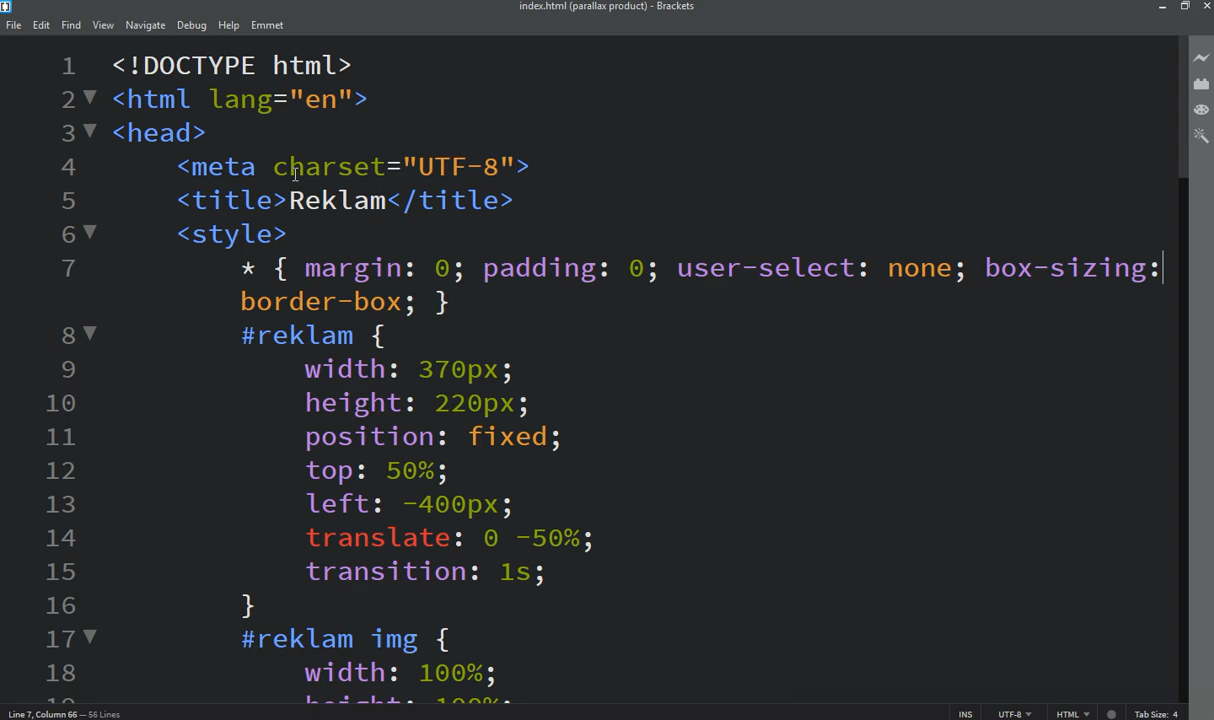 index.html (parallax product) - Brackets
File Edit Find View Navigate Debug Help Emmet
1 <!DOCTYPE html>
2 <html lang="en">
3 <head>
4 <meta charset="UTF-8">
5 <title>Reklam</title>
6 <style>
7 * { margin: 0; padding: 0; user-select: none; box-sizing:
border-box; }
8 #reklam {
9 width: 370px;
10 height: 220px;
11 position: fixed;
12 top: 50%;
13 left: -400px;
14 translate: 0 -50%;
15 transition: 1s;
16 }
17 #reklam img {
18 width: 100%;
19 height: 100%;
Line 7, Column 66 — 56 Lines
INS UTF-8 HTML Tab Size: 4